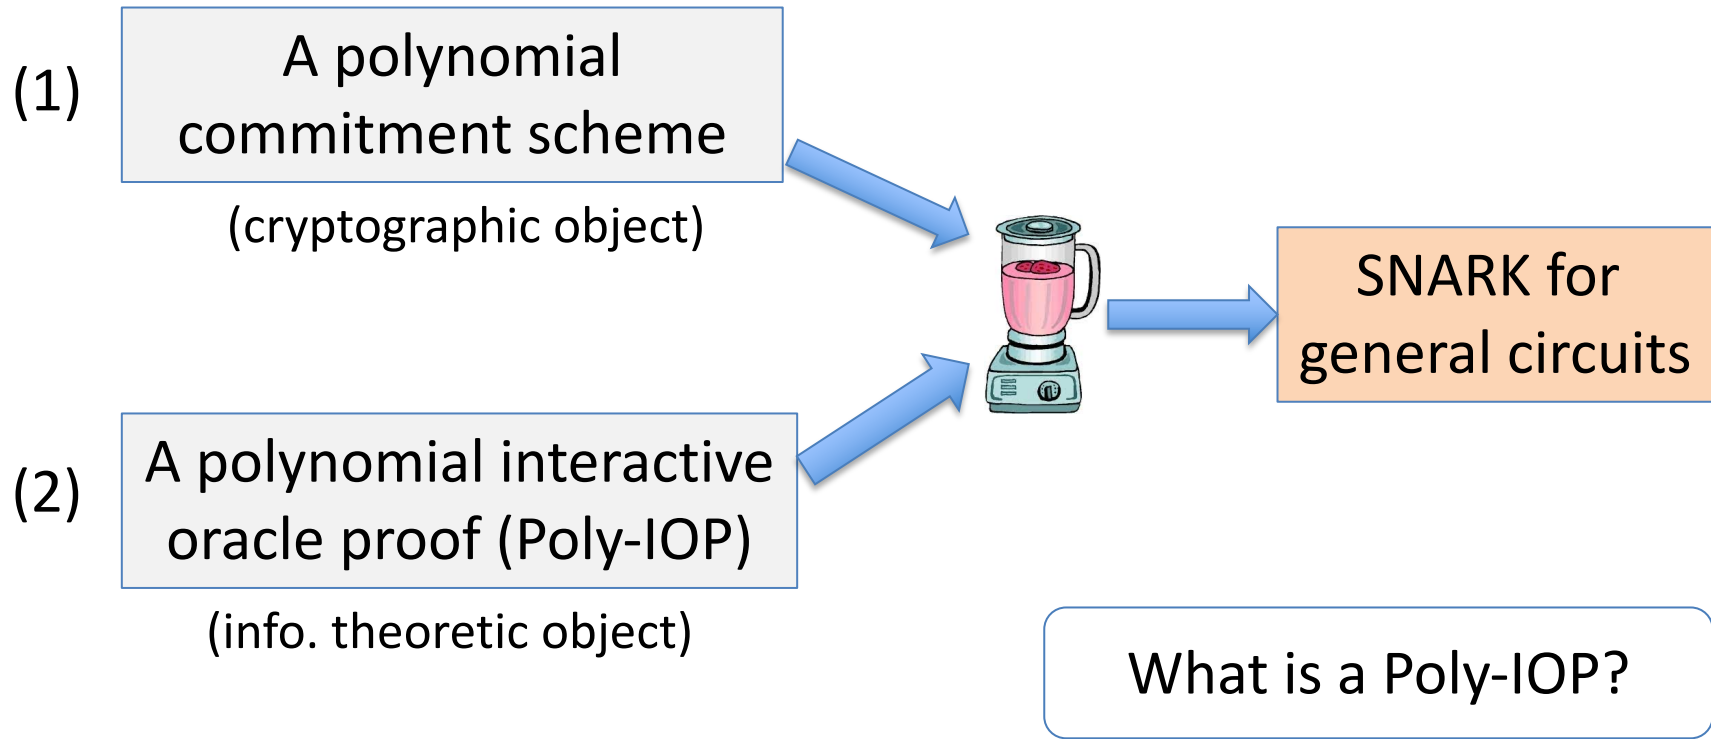 (1)
A polynomial
commitment scheme
(cryptographic object)
SNARK for
general circuits
(2)
A polynomial interactive
oracle proof (Poly-IOP)
(info. theoretic object)
What is a Poly-IOP?